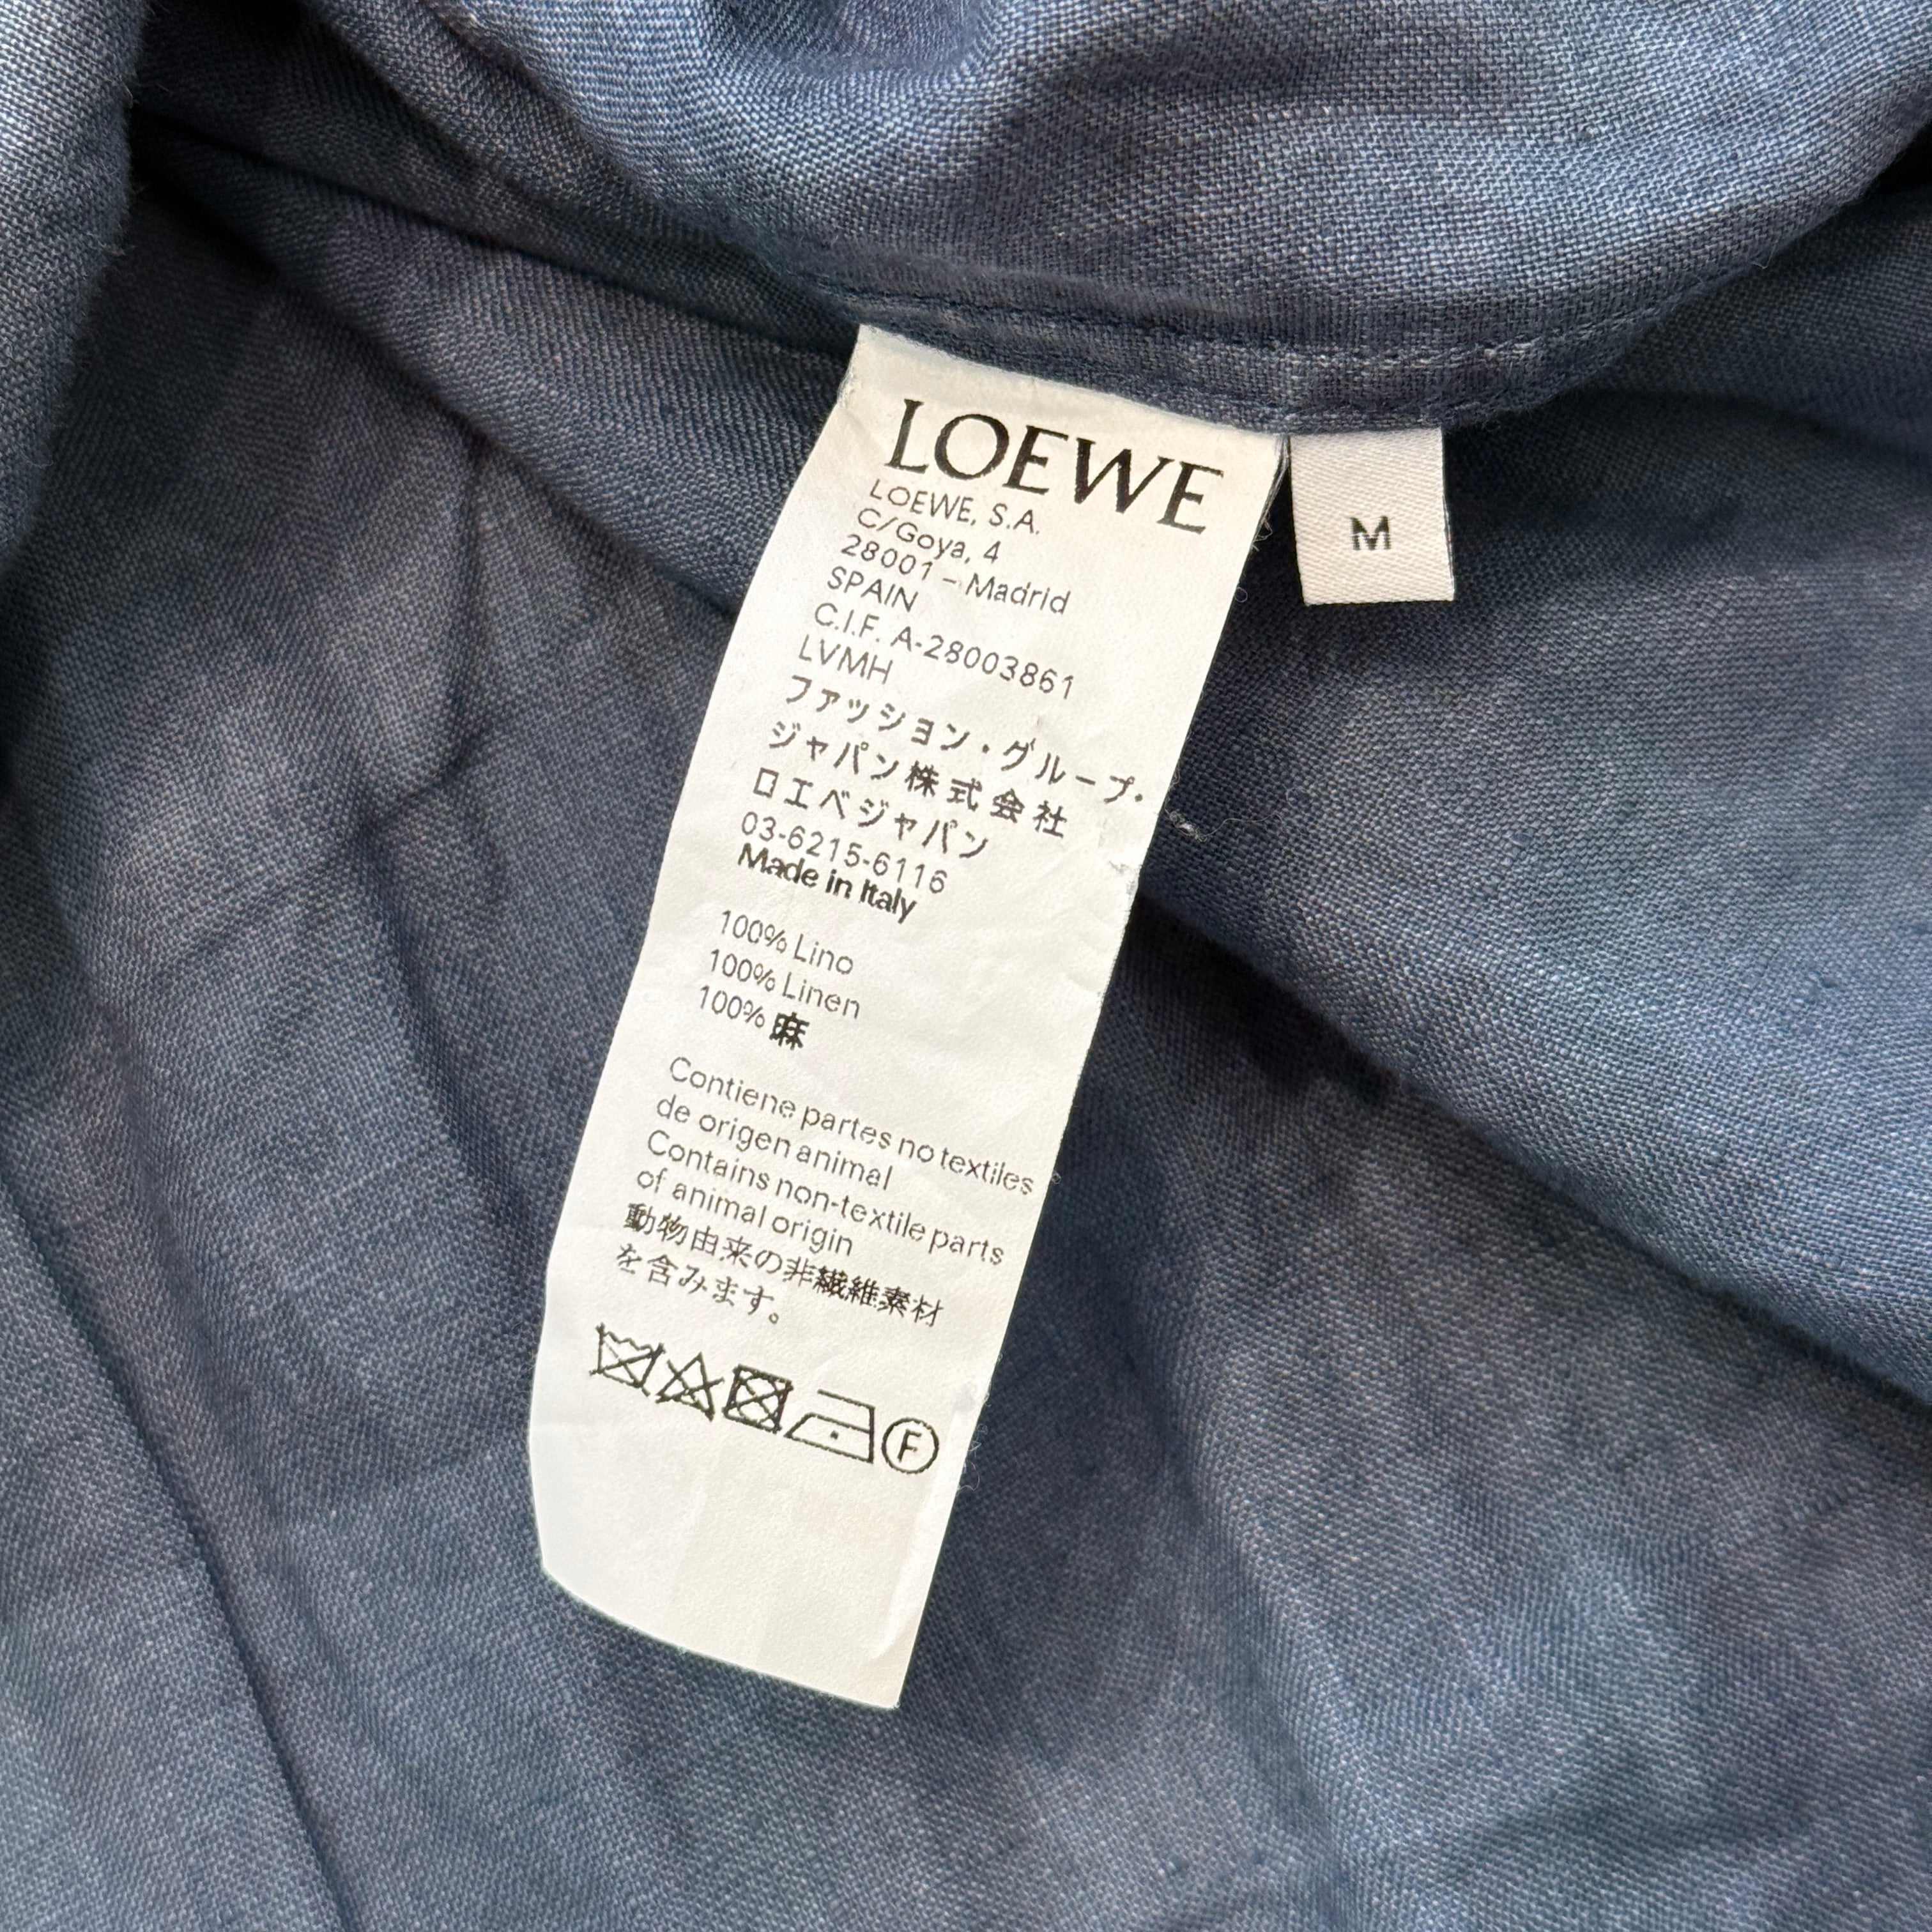 LOEWE
LOEWE, S.A.
C/Goya, 4
28001 – Madrid
SPAIN
C.I.F. A-28003861
LVMH
ファッション・グループ・
ジャパン株式会社
ロエベジャパン
03-6215-6116
Made in Italy
100% Lino
100% Linen
100% 麻
Contiene partes no textiles
de origen animal
Contains non-textile parts
of animal origin
動物由来の非繊維素材
を含みます。
F
M